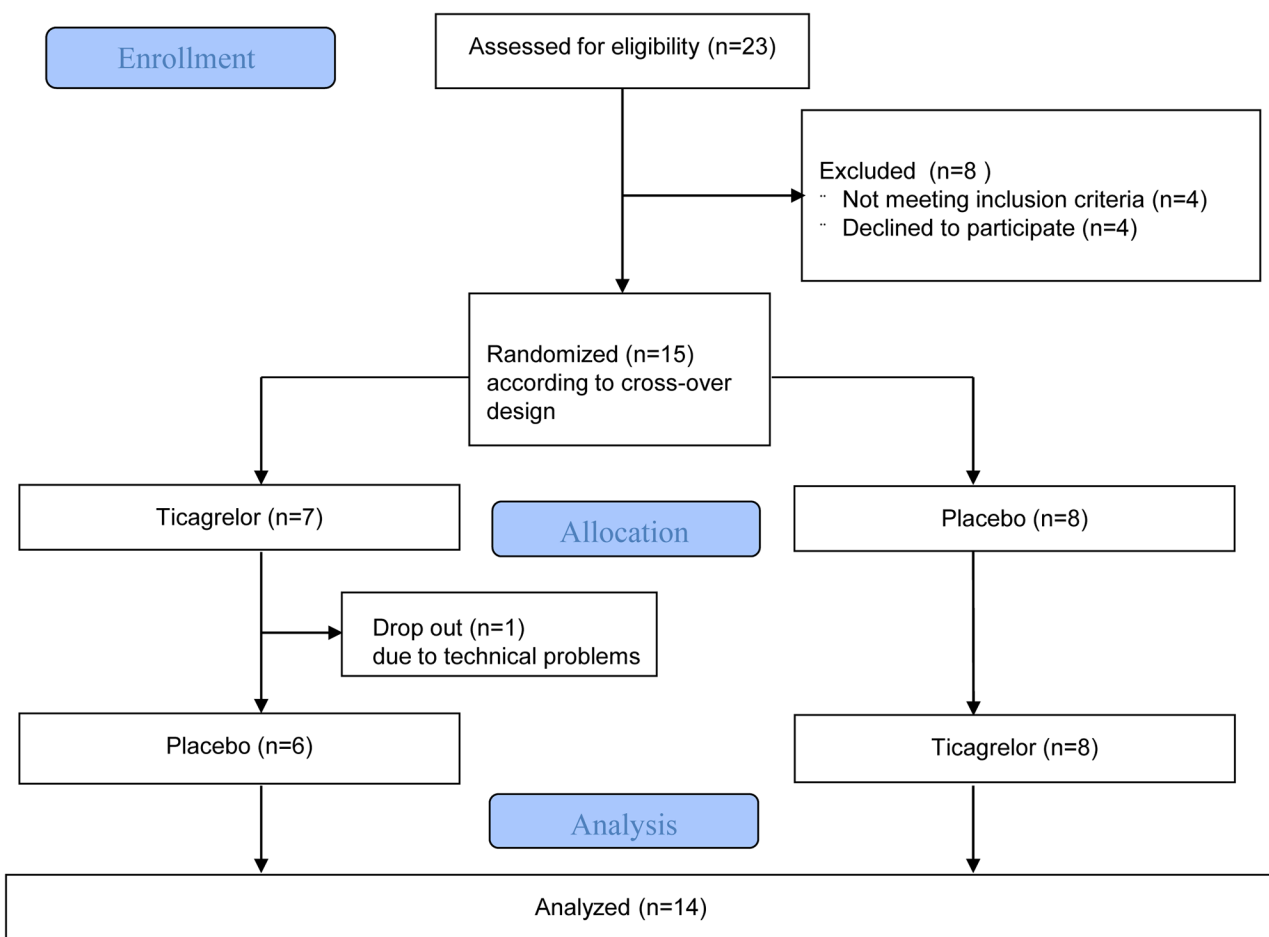 Enrollment
Assessed for eligibility (n=23)
Excluded  (n=8 )
¨ Not meeting inclusion criteria (n=4)
¨ Declined to participate (n=4)
Randomized (n=15)
according to cross-over
design
Ticagrelor (n=7)
Allocation
Placebo (n=8)
Drop out (n=1)
due to technical problems
Placebo (n=6)
Ticagrelor (n=8)
Analysis
Analyzed (n=14)